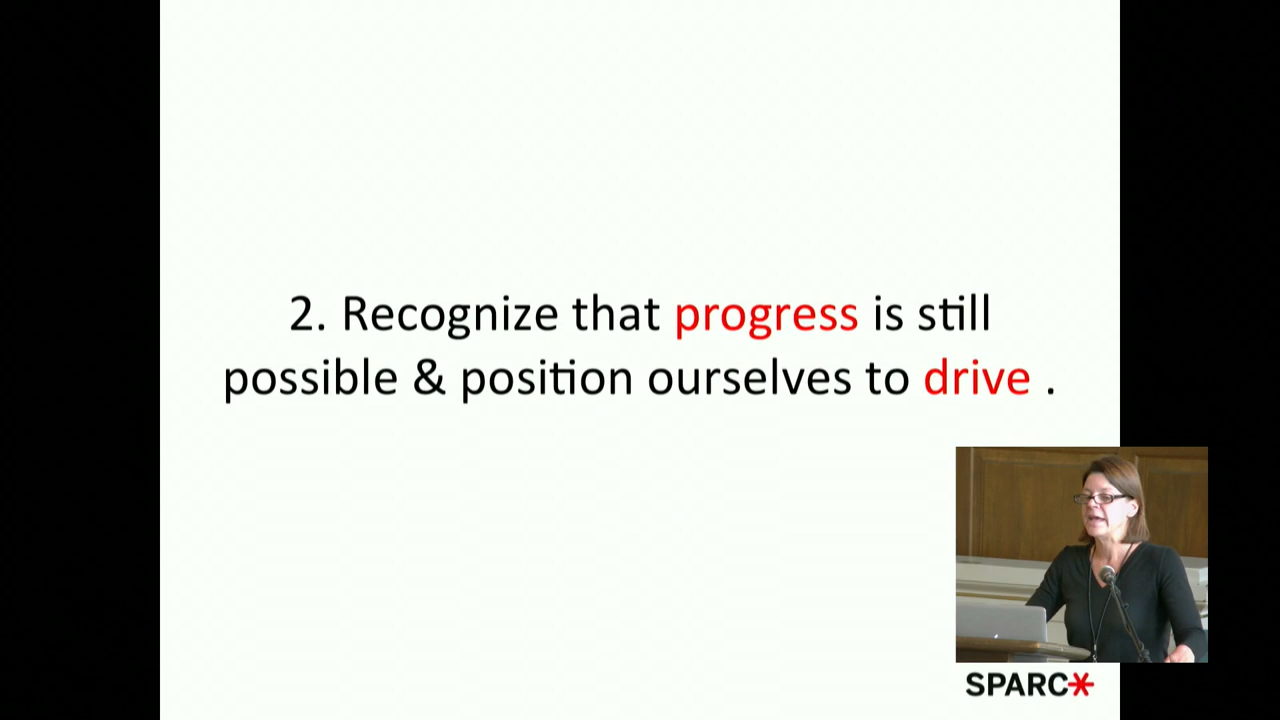 2. Recognize that progress is still
possible & position ourselves to drive .
SPARC